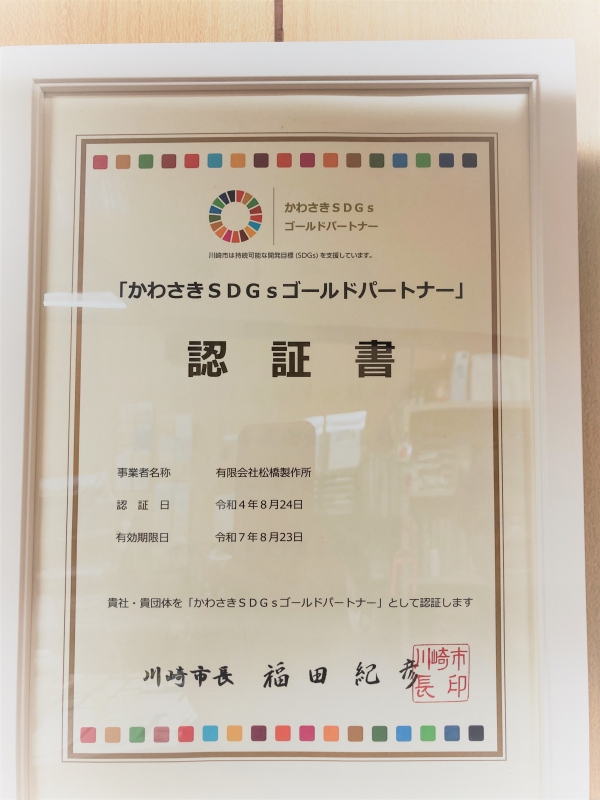 かわさきＳＤＧｓ
ゴールドパートナー
川崎市は持続可能な開発目標(SDGs)を支援しています。
「かわさきＳＤＧｓゴールドパートナー」
認証書
事業者名称 有限会社松橋製作所
認証日 令和４年８月24日
有効期限日 令和７年８月23日
貴社・貴団体を「かわさきＳＤＧｓゴールドパートナー」として認証します
川崎市長 福田紀彦
川崎市
長印